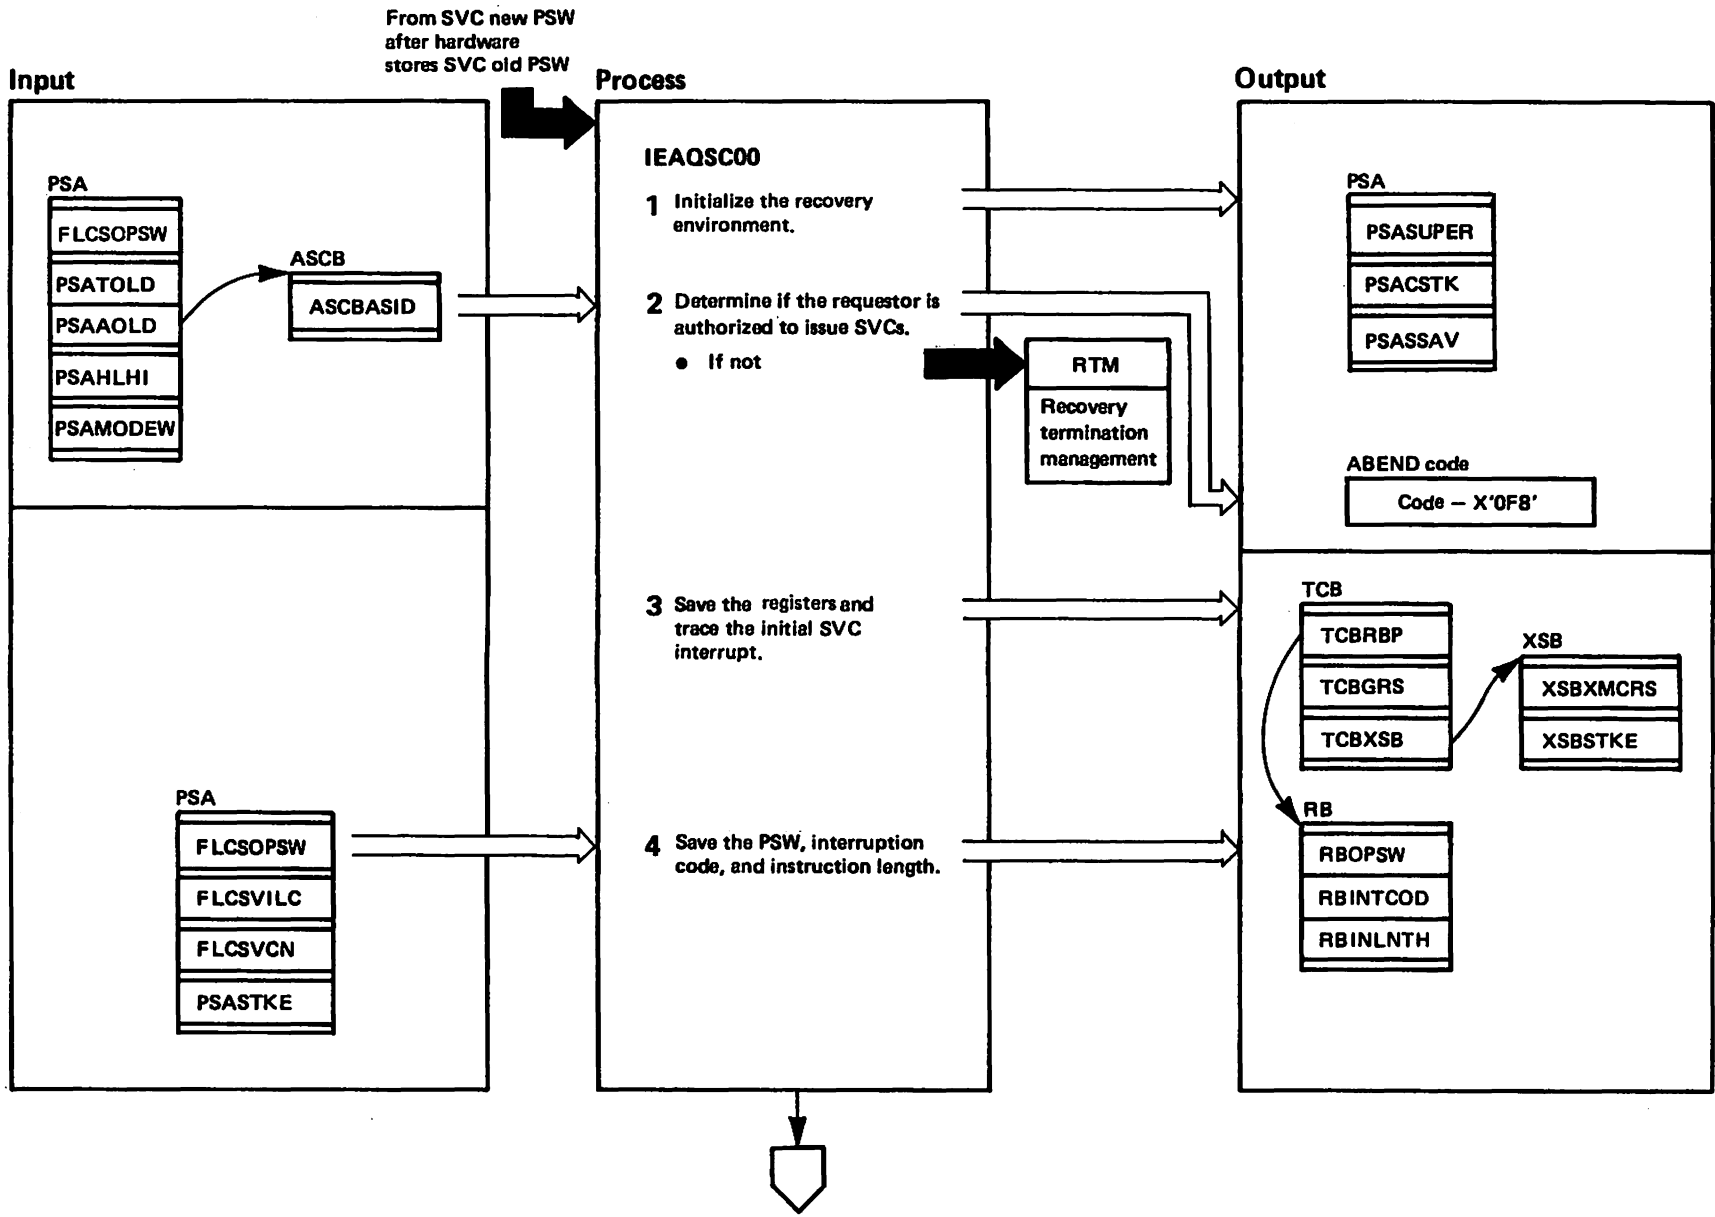 From SVC new PSW
after hardware
stores SVC old PSW
Input
Process
Output
PSA
FLCSOPSW
PSATOLD
PSAAOLD
PSAHLHI
PSAMODEW
ASCB
ASCBASID
IEAQSC00
1 Initialize the recovery
environment.
2 Determine if the requestor is
authorized to issue SVCs.
● If not
RTM
Recovery
termination
management
PSA
PSASUPER
PSACSTK
PSASSAV
ABEND code
Code – X'0F8'
3 Save the registers and
trace the initial SVC
interrupt.
TCB
TCBRBP
TCBGRS
TCBXSB
XSB
XSBXMCRS
XSBSTKE
PSA
FLCSOPSW
FLCSVILC
FLCSVCN
PSASTKE
4 Save the PSW, interruption
code, and instruction length.
RB
RBOPSW
RBINTCOD
RBINLNTH